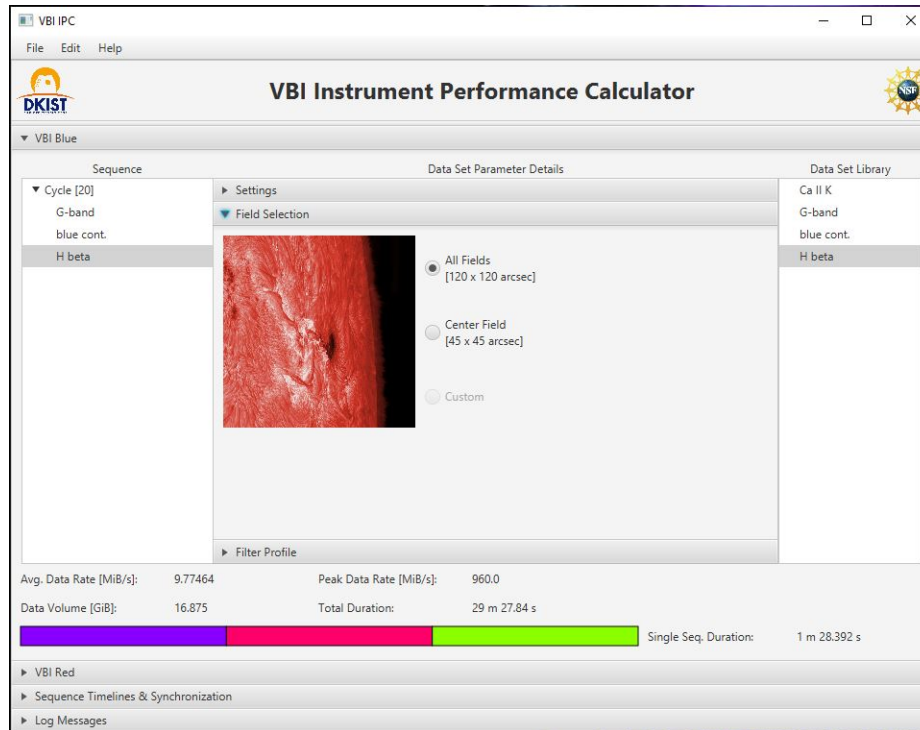 VBI IPC
File Edit Help
DKIST
VBI Instrument Performance Calculator
NSF
VBI Blue
Sequence Data Set Parameter Details Data Set Library
Cycle [20] Settings Ca II K
G-band Field Selection G-band
blue cont. blue cont.
H beta H beta
All Fields
[120 x 120 arcsec]
Center Field
[45 x 45 arcsec]
Custom
Filter Profile
Avg. Data Rate [MiB/s]: 9.77464 Peak Data Rate [MiB/s]: 960.0
Data Volume [GiB]: 16.875 Total Duration: 29 m 27.84 s
Single Seq. Duration: 1 m 28.392 s
VBI Red
Sequence Timelines & Synchronization
Log Messages